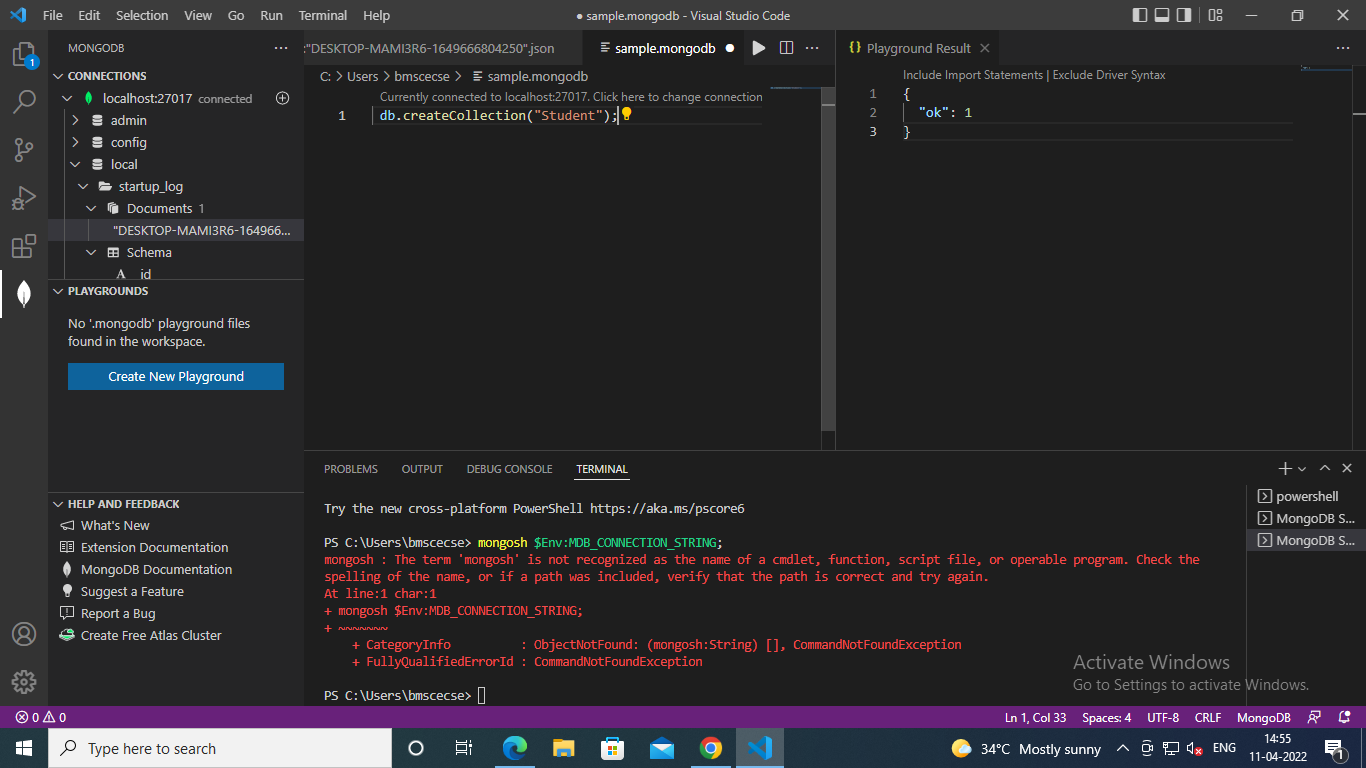 File Edit Selection View Go Run Terminal Help
● sample.mongodb - Visual Studio Code
MONGODB
CONNECTIONS
localhost:27017 connected
admin
config
local
startup_log
Documents 1
"DESKTOP-MAMI3R6-164966...
Schema
_id
PLAYGROUNDS
No '.mongodb' playground files
found in the workspace.
Create New Playground
HELP AND FEEDBACK
What's New
Extension Documentation
MongoDB Documentation
Suggest a Feature
Report a Bug
Create Free Atlas Cluster
:"DESKTOP-MAMI3R6-1649666804250".json
sample.mongodb
C: > Users > bmscecse > sample.mongodb
Currently connected to localhost:27017. Click here to change connection
1 db.createCollection("Student");
Playground Result
Include Import Statements | Exclude Driver Syntax
1 {
2 "ok": 1
3 }
PROBLEMS OUTPUT DEBUG CONSOLE TERMINAL
Try the new cross-platform PowerShell https://aka.ms/pscore6
PS C:\Users\bmscecse> mongosh $Env:MDB_CONNECTION_STRING;
mongosh : The term 'mongosh' is not recognized as the name of a cmdlet, function, script file, or operable program. Check the
spelling of the name, or if a path was included, verify that the path is correct and try again.
At line:1 char:1
+ mongosh $Env:MDB_CONNECTION_STRING;
+ ~~~~~~~
+ CategoryInfo : ObjectNotFound: (mongosh:String) [], CommandNotFoundException
+ FullyQualifiedErrorId : CommandNotFoundException
PS C:\Users\bmscecse>
powershell
MongoDB S...
MongoDB S...
Activate Windows
Go to Settings to activate Windows.
0 0
Ln 1, Col 33 Spaces: 4 UTF-8 CRLF MongoDB
Type here to search
34°C Mostly sunny
ENG
14:55
11-04-2022
1
1